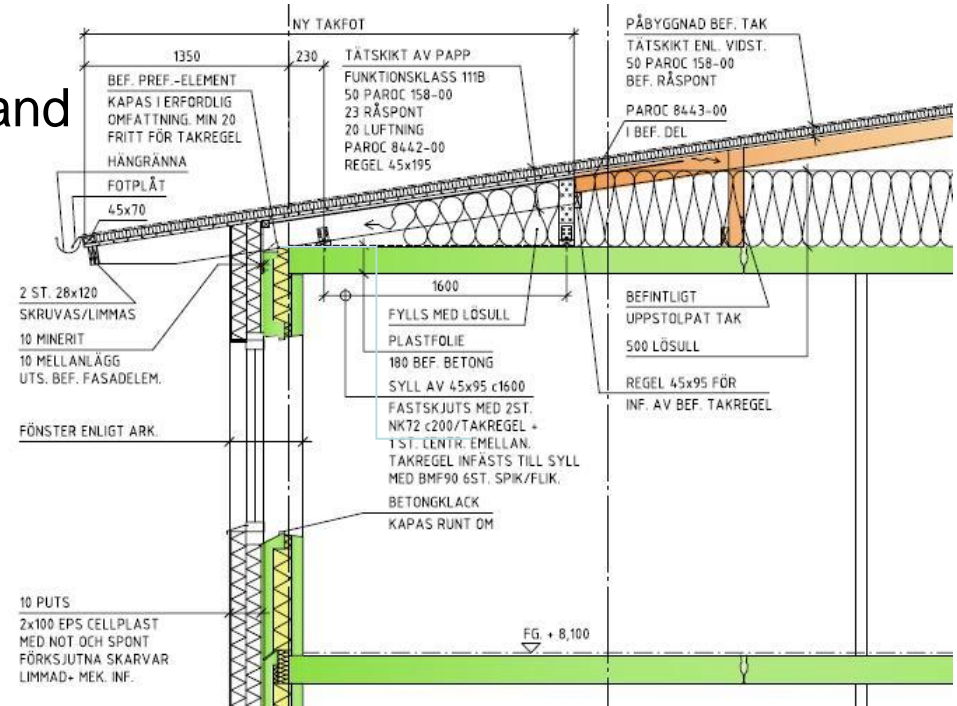 and
NY TAKFOT
1350
230
BEF. PREF.-ELEMENT
KAPAS I ERFORDLIG
OMFATTNING. MIN 20
FRITT FÖR TAKREGEL
HÄNGRÄNNA
FOTPLÅT
45x70
TÄTSKIKT AV PAPP
FUNKTIONSKLASS 111B
50 PAROC 158-00
23 RÅSPONT
20 LUFTNING
PAROC 8442-00
REGEL 45x195
PÅBYGGNAD BEF. TAK
TÄTSKIKT ENL. VIDST.
50 PAROC 158-00
BEF. RÅSPONT
PAROC 8443-00
I BEF. DEL
2 ST. 28x120
SKRUVAS/LIMMAS
10 MINERIT
10 MELLANLÄGG
UTS. BEF. FASADELEM.
FÖNSTER ENLIGT ARK.
1600
FYLLS MED LÖSULL
PLASTFOLIE
180 BEF. BETONG
SYLL AV 45x95 c1600
FASTSKJUTS MED 2ST.
NK72 c200/TAKREGEL +
1 ST. CENTR. EMELLAN.
TAKREGEL INFÄSTS TILL SYLL
MED BMF90 6ST. SPIK/FLIK.
BETONGKLACK
KAPAS RUNT OM
BEFINTLIGT
UPPSTOLPAT TAK
500 LÖSULL
REGEL 45x95 FÖR
INF. AV BEF. TAKREGEL
10 PUTS
2x100 EPS CELLPLAST
MED NOT OCH SPONT
FÖRKSJUTNA SKARVAR
LIMMAD+ MEK. INF.
FG. + 8,100